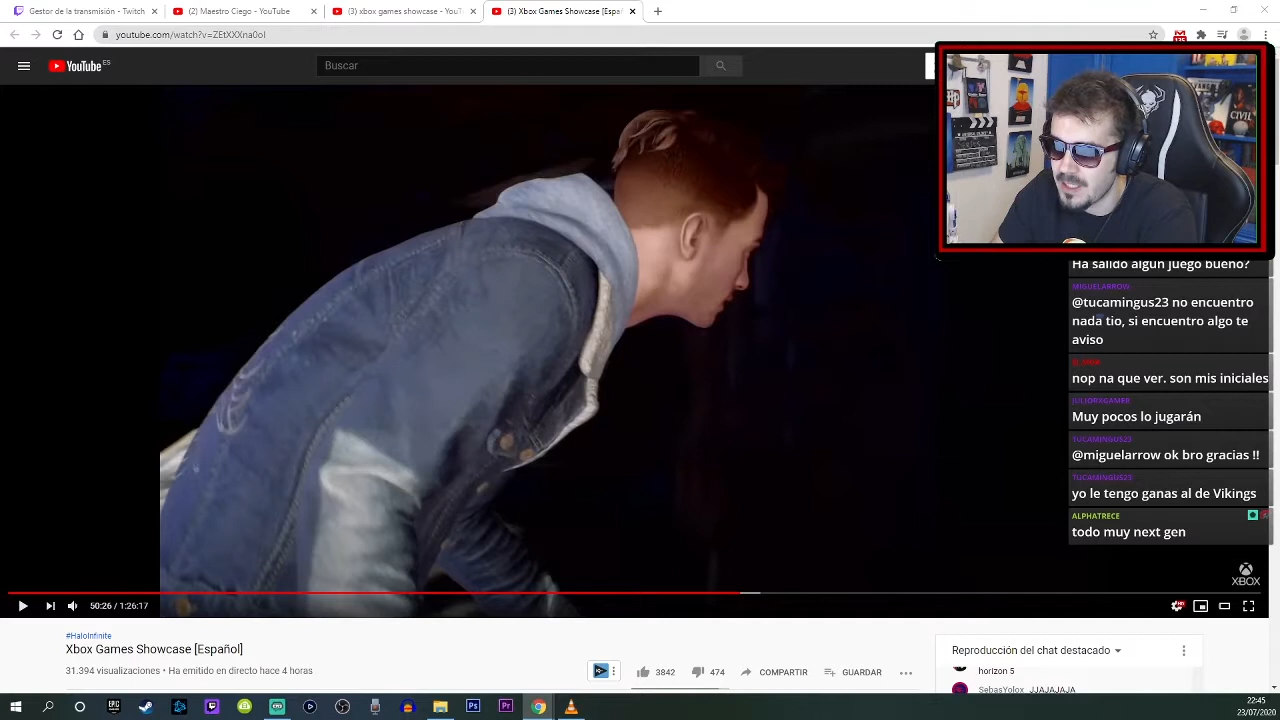 Gestor de la transmisión - Twitch
(2) Maestro Ciego - YouTube
(3) xbox games showcase - YouT
(3) Xbox Games Showcase [Espa
youtube.com/watch?v=ZEtXXXna0oI
YouTube ES
Buscar
CIVIL
Ha salido algun juego bueno?
MIGUELARROW
@tucamingus23 no encuentro
nada tio, si encuentro algo te
aviso
nop na que ver. son mis iniciales
Muy pocos lo jugarán
TUCAMINGUS23
@miguelarrow ok bro gracias !!
TUCAMINGUS23
yo le tengo ganas al de Vikings
ALPHATRECE
todo muy next gen
XBOX
50:26 / 1:26:17
#HaloInfinite
Xbox Games Showcase [Español]
31.394 visualizaciones • Ha emitido en directo hace 4 horas
3842
474
COMPARTIR
GUARDAR
Reproducción del chat destacado
horizon 5
SebasYolox JJAJAJAJA
22:45
23/07/2020